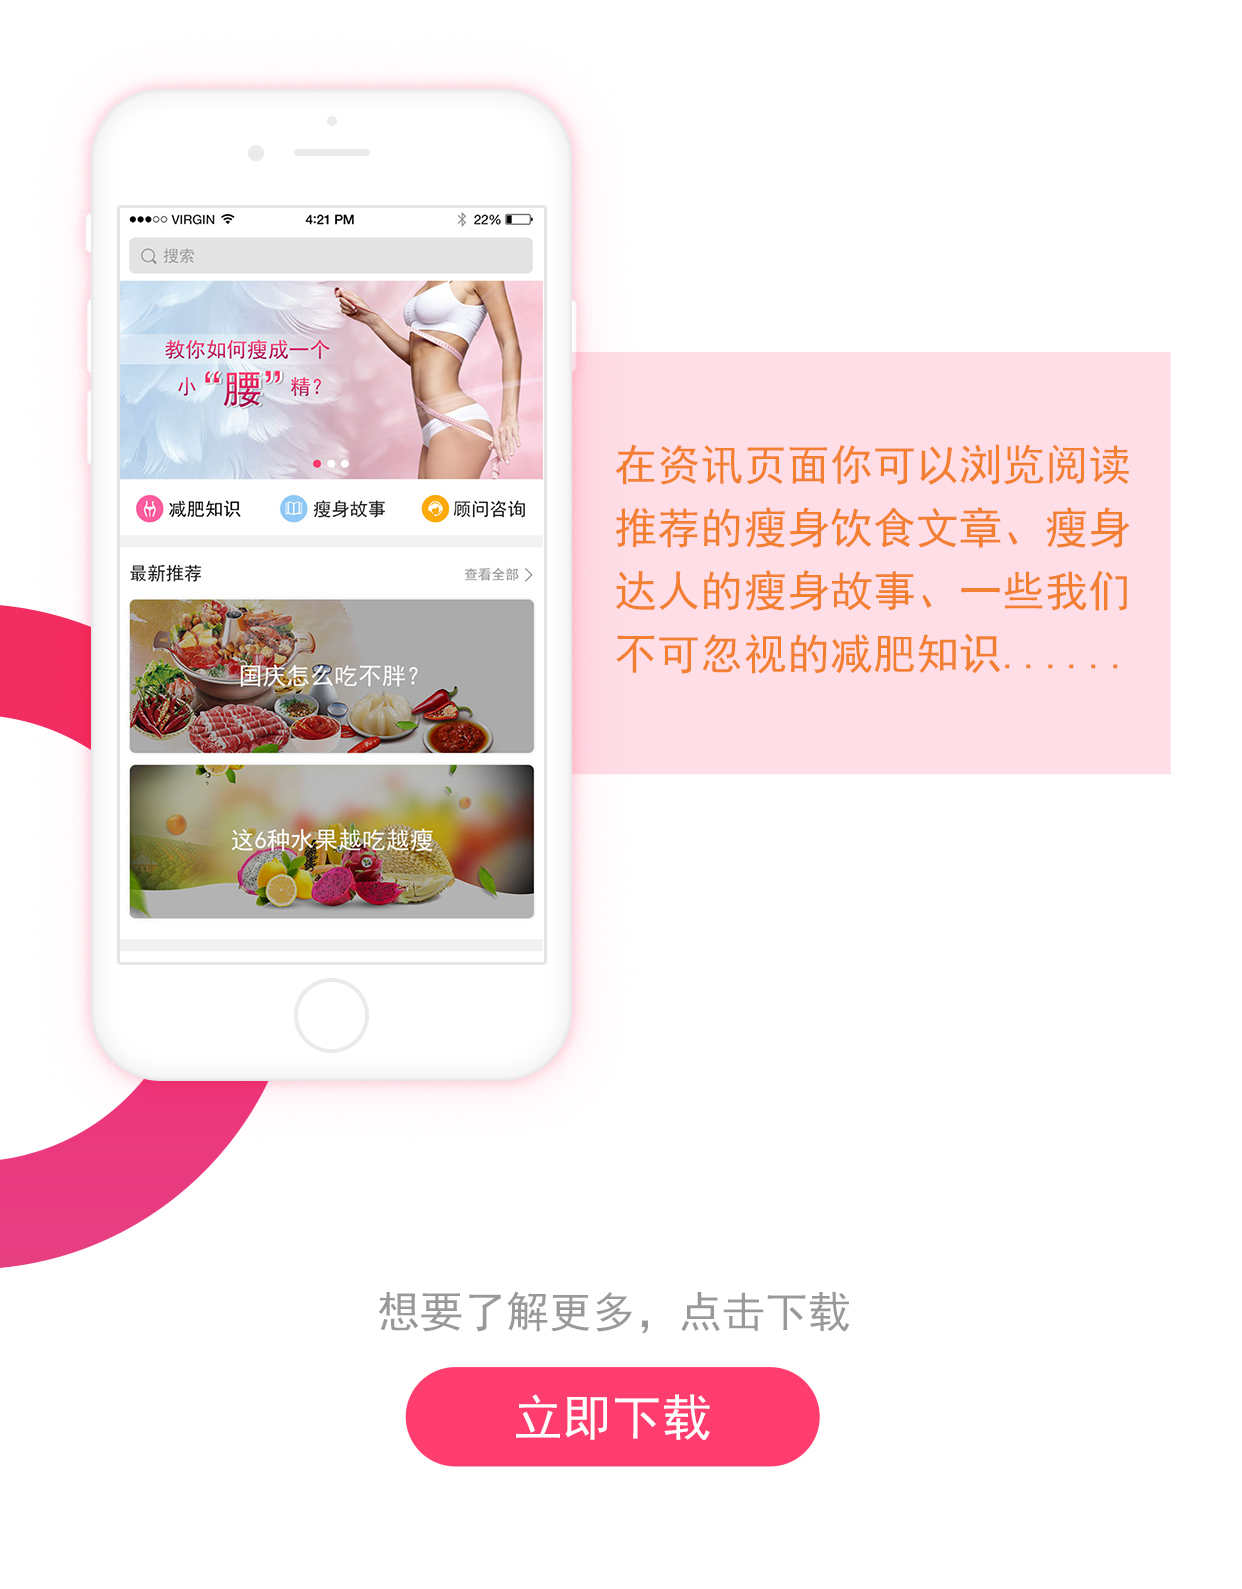 VIRGIN 4:21 PM 22%
搜索
教你如何瘦成一个
小“腰”精?
减肥知识 瘦身故事 顾问咨询
最新推荐 查看全部
国庆怎么吃不胖?
这6种水果越吃越瘦
在资讯页面你可以浏览阅读
推荐的瘦身饮食文章、瘦身
达人的瘦身故事、一些我们
不可忽视的减肥知识......
想要了解更多，点击下载
立即下载